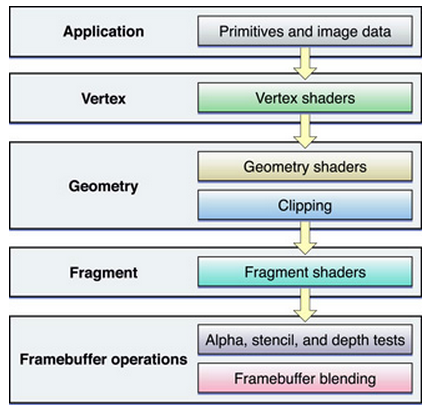 Application
Primitives and image data
Vertex
Vertex shaders
Geometry
Geometry shaders
Clipping
Fragment
Fragment shaders
Framebuffer operations
Alpha, stencil, and depth tests
Framebuffer blending